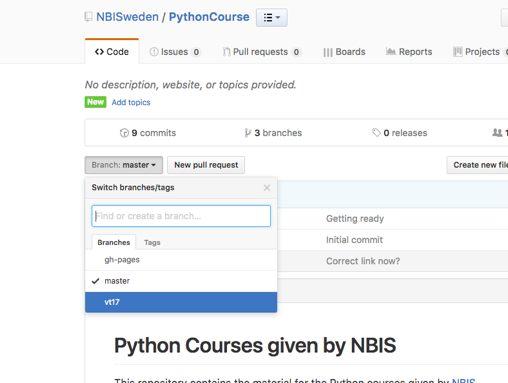 NBISweden / PythonCourse
Code Issues 0 Pull requests 0 Boards Reports Projects
No description, website, or topics provided.
New Add topics
9 commits 3 branches 0 releases
Branch: master New pull request Create new file
Switch branches/tags
Find or create a branch...
Branches Tags
gh-pages
master
vt17
Getting ready
Initial commit
Correct link now?
Python Courses given by NBIS
This repository contains the material for the Python courses given by NBIS